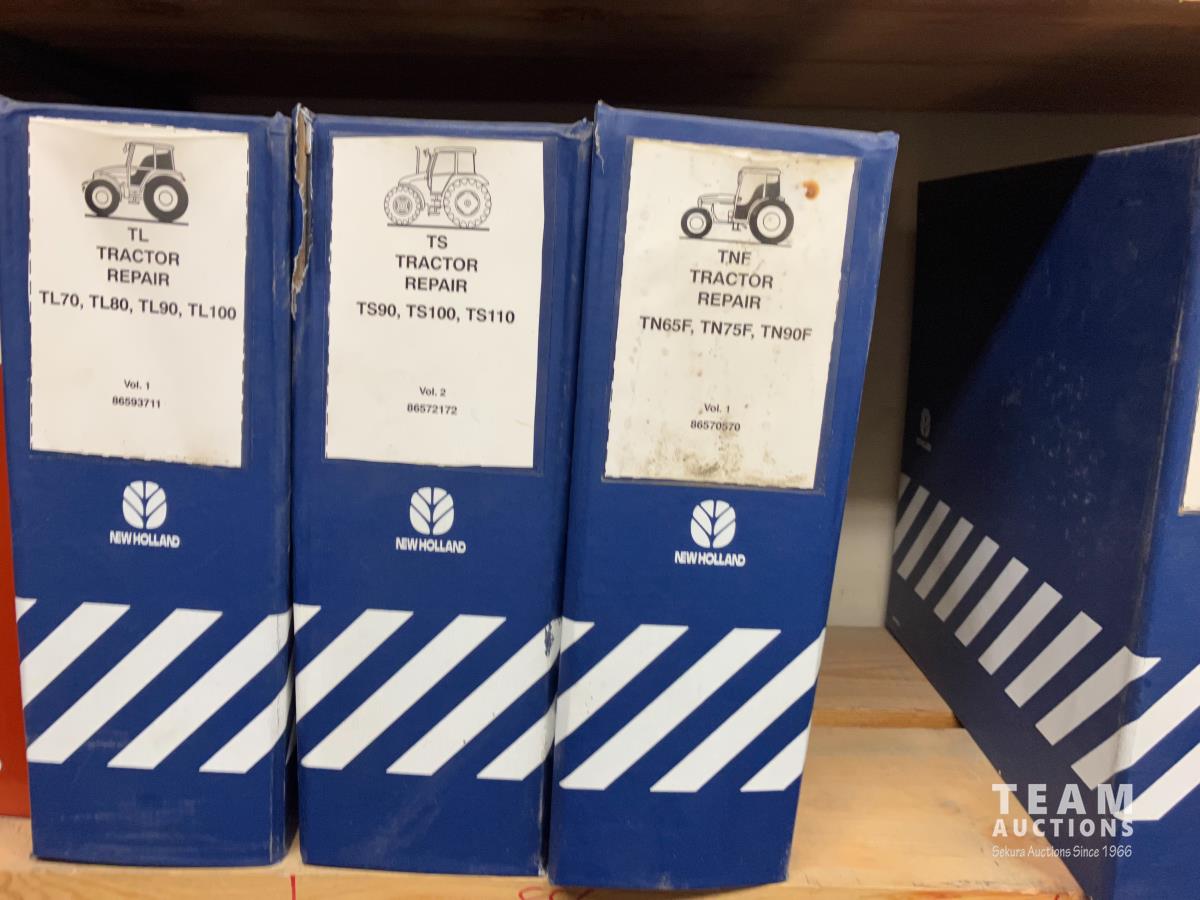 TL
TRACTOR
REPAIR
TL70, TL80, TL90, TL100
Vol. 1
86593711
NEW HOLLAND
TS
TRACTOR
REPAIR
TS90, TS100, TS110
Vol. 2
86572172
NEW HOLLAND
TNF
TRACTOR
REPAIR
TN65F, TN75F, TN90F
Vol. 1
86570570
NEW HOLLAND
TEAM
AUCTIONS
Sekura Auctions Since 1966